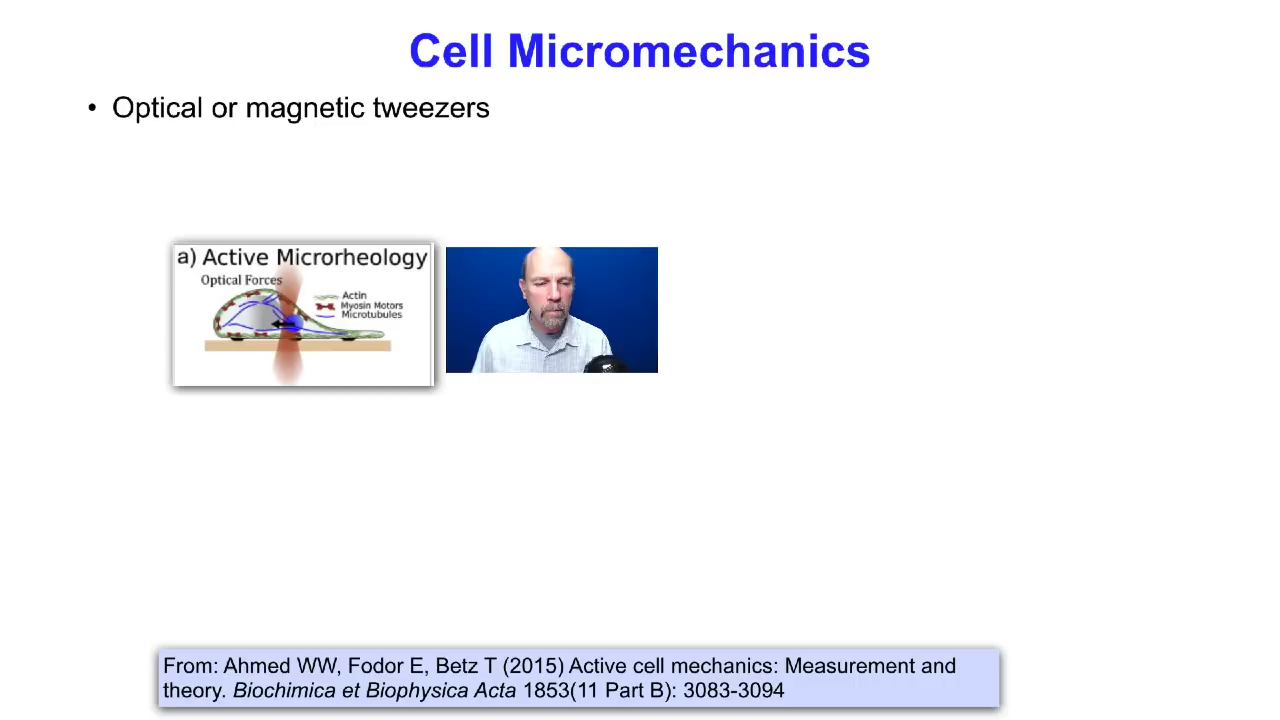 Cell Micromechanics
• Optical or magnetic tweezers
a) Active Microrheology
Optical Forces
Actin
Myosin Motors
Microtubules
From: Ahmed WW, Fodor E, Betz T (2015) Active cell mechanics: Measurement and
theory. Biochimica et Biophysica Acta 1853(11 Part B): 3083-3094